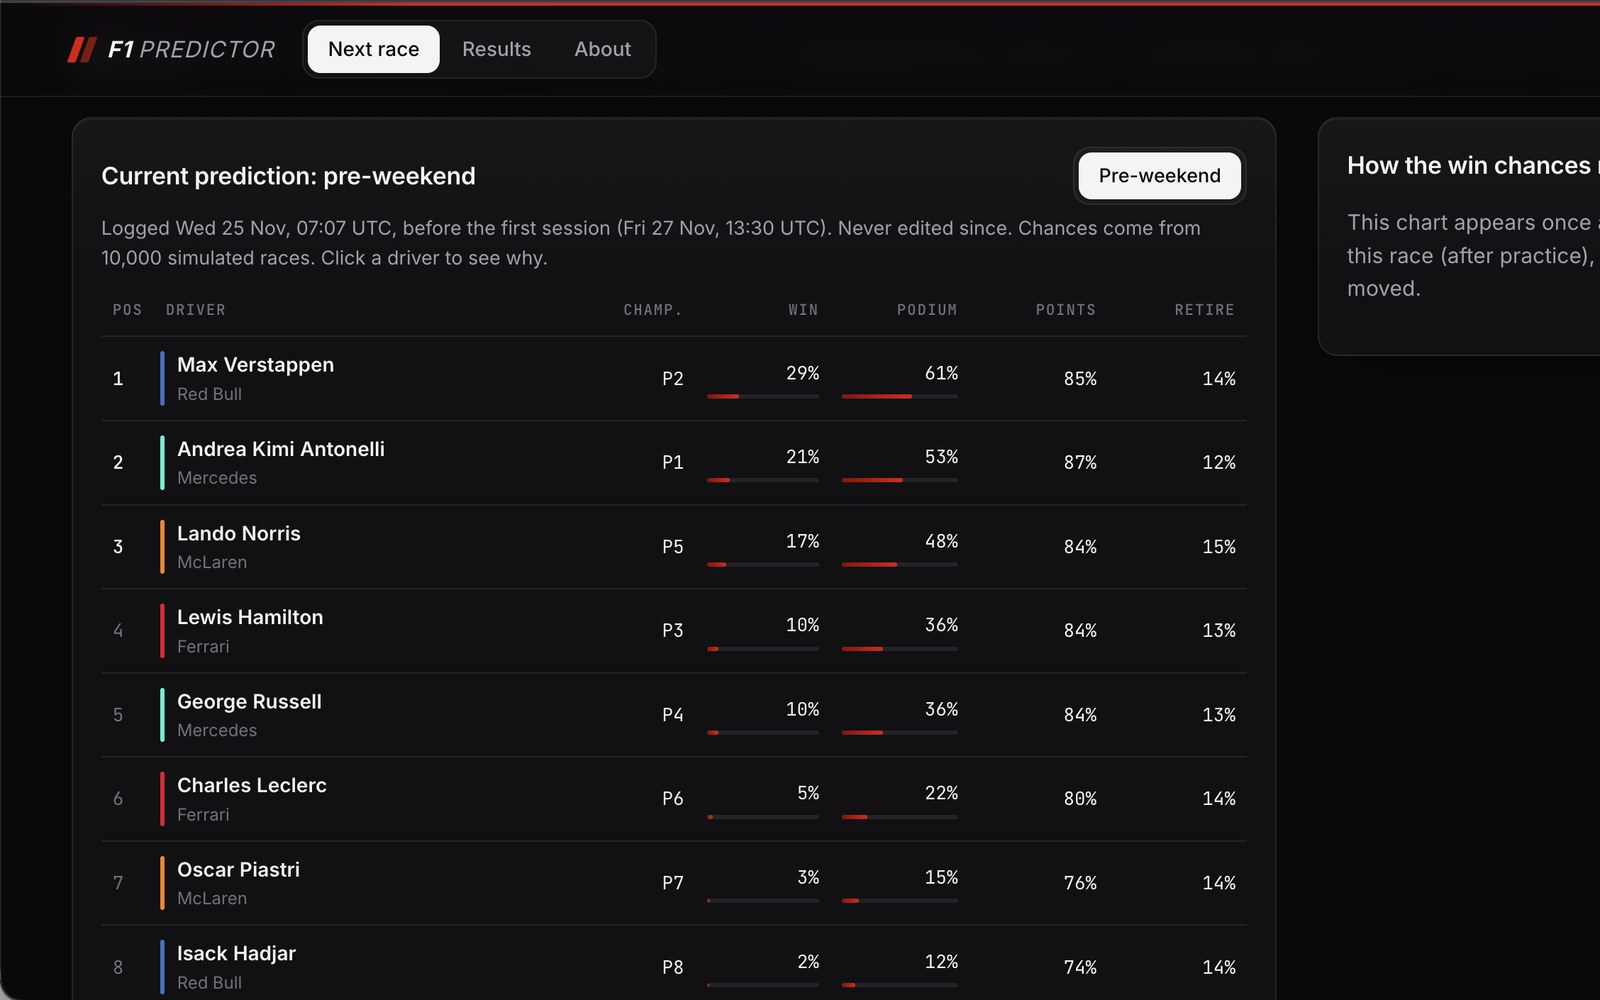 F1 PREDICTOR
Next race
Results
About
Current prediction: pre-weekend
Pre-weekend
Logged Wed 25 Nov, 07:07 UTC, before the first session (Fri 27 Nov, 13:30 UTC). Never edited since. Chances come from
10,000 simulated races. Click a driver to see why.
POS DRIVER CHAMP. WIN PODIUM POINTS RETIRE
1 Max Verstappen P2 29% 61% 85% 14%
Red Bull
2 Andrea Kimi Antonelli P1 21% 53% 87% 12%
Mercedes
3 Lando Norris P5 17% 48% 84% 15%
McLaren
4 Lewis Hamilton P3 10% 36% 84% 13%
Ferrari
5 George Russell P4 10% 36% 84% 13%
Mercedes
6 Charles Leclerc P6 5% 22% 80% 14%
Ferrari
7 Oscar Piastri P7 3% 15% 76% 14%
McLaren
8 Isack Hadjar P8 2% 12% 74% 14%
Red Bull
How the win chances
This chart appears once
this race (after practice),
moved.